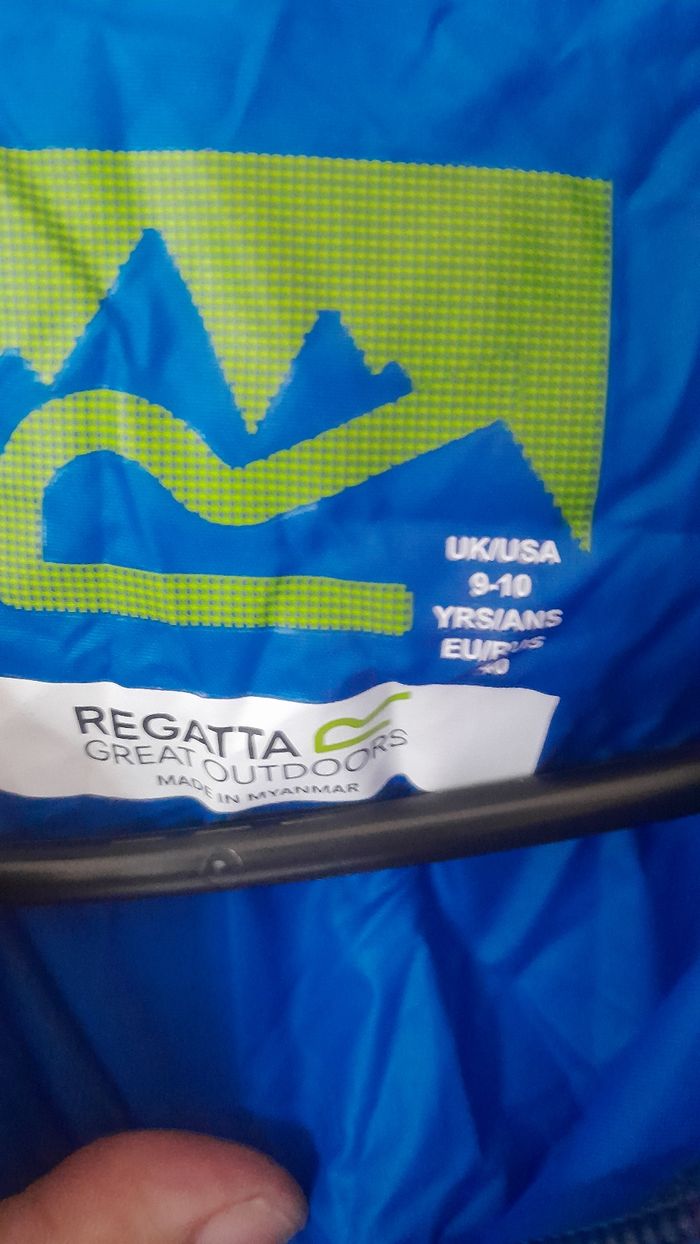 UK/USA
9-10
YRS/ANS
REGATTA
GREAT OUTDOORS
MADE IN MYANMAR